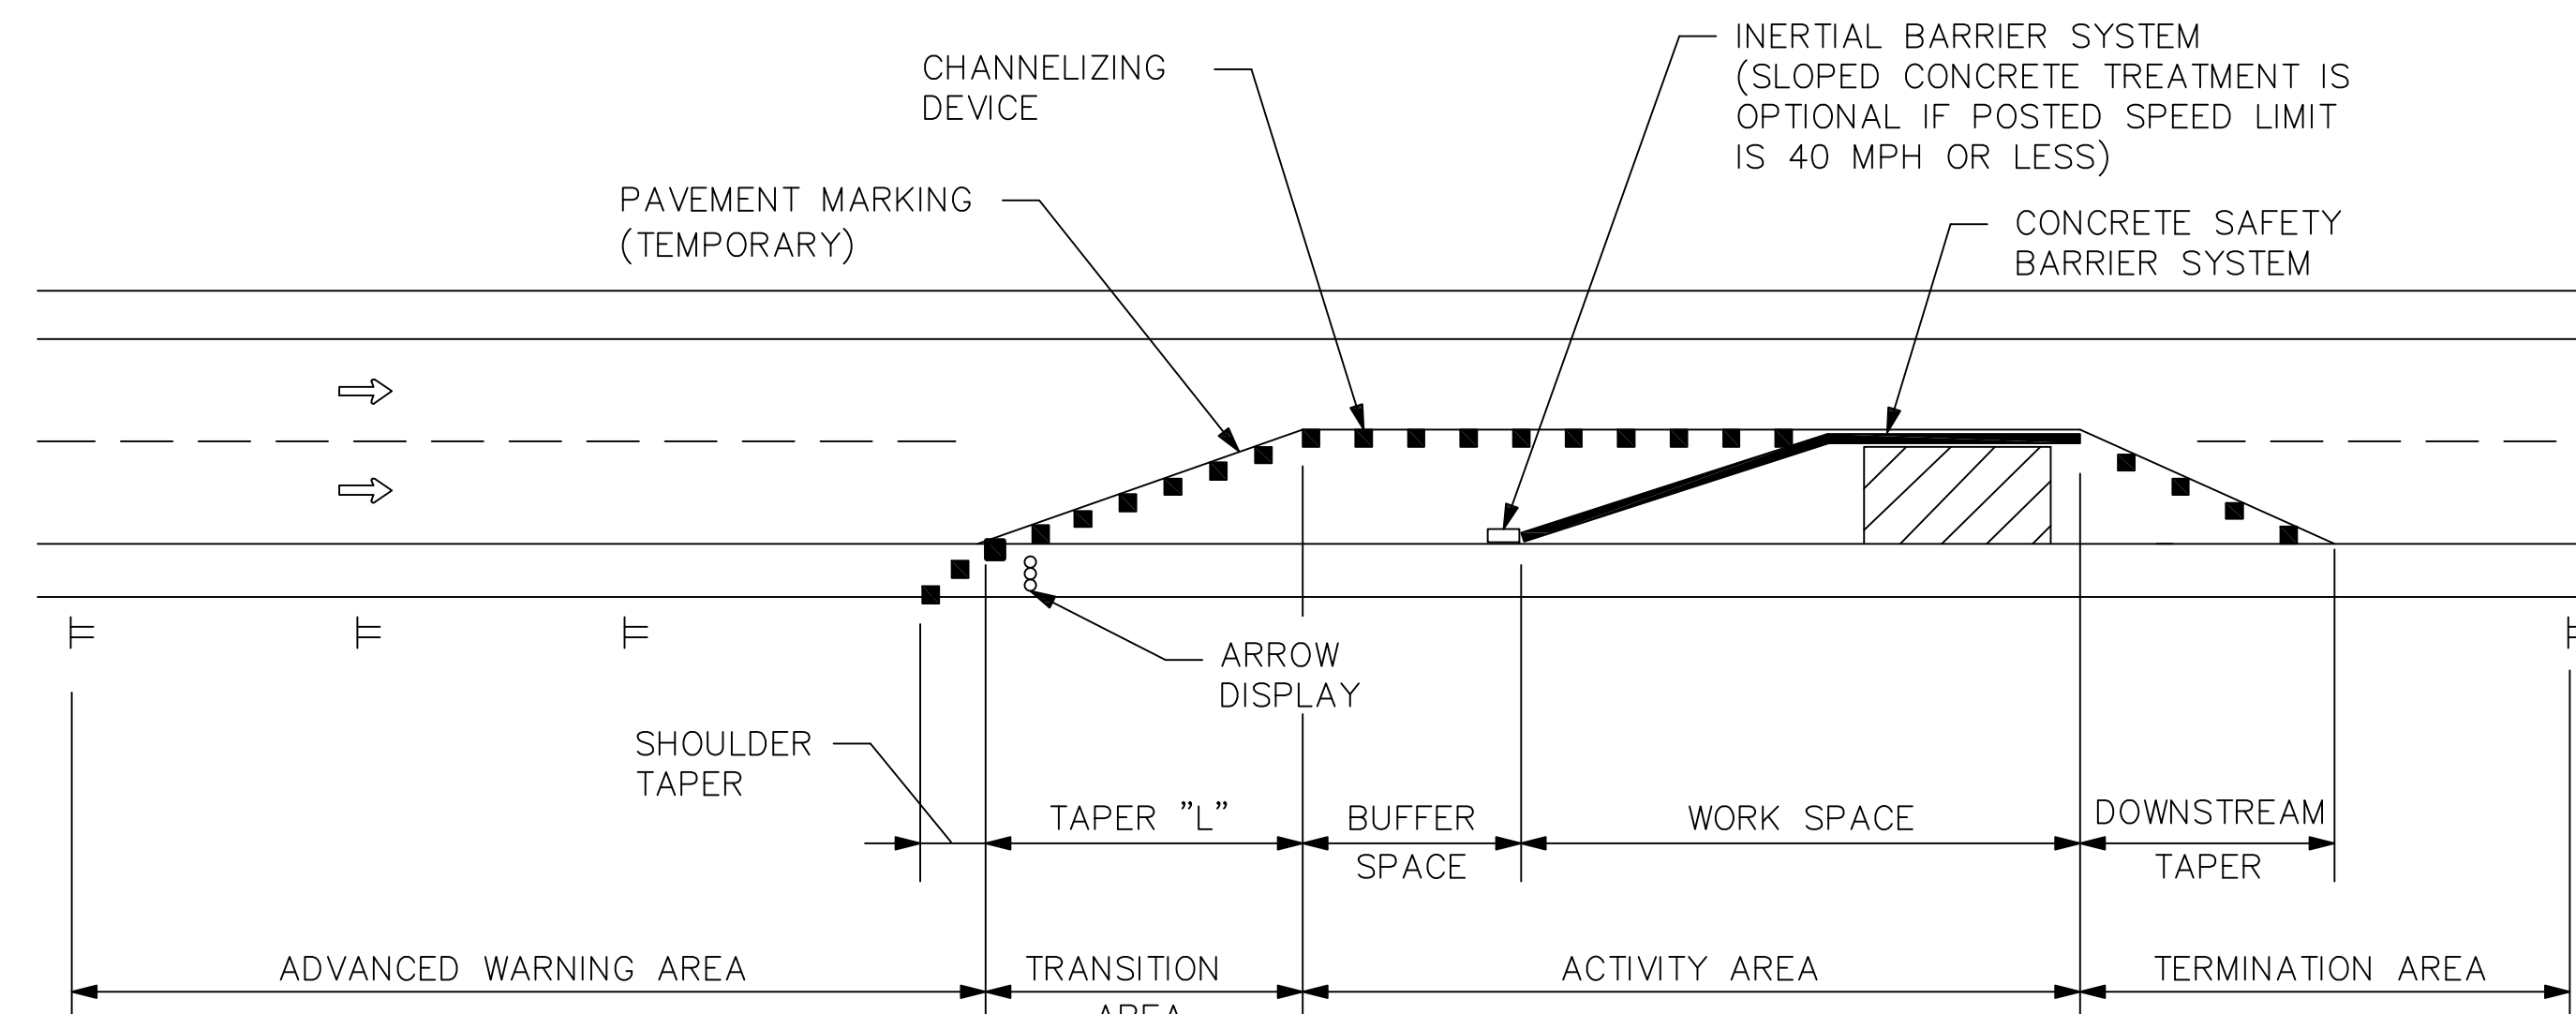 INERTIAL BARRIER SYSTEM
(SLOPED CONCRETE TREATMENT IS
OPTIONAL IF POSTED SPEED LIMIT
IS 40 MPH OR LESS)
CHANNELIZING
DEVICE
PAVEMENT MARKING
(TEMPORARY)
CONCRETE SAFETY
BARRIER SYSTEM
ARROW
DISPLAY
SHOULDER
TAPER
TAPER "L"
BUFFER
SPACE
WORK SPACE
DOWNSTREAM
TAPER
ADVANCED WARNING AREA
TRANSITION
AREA
ACTIVITY AREA
TERMINATION AREA